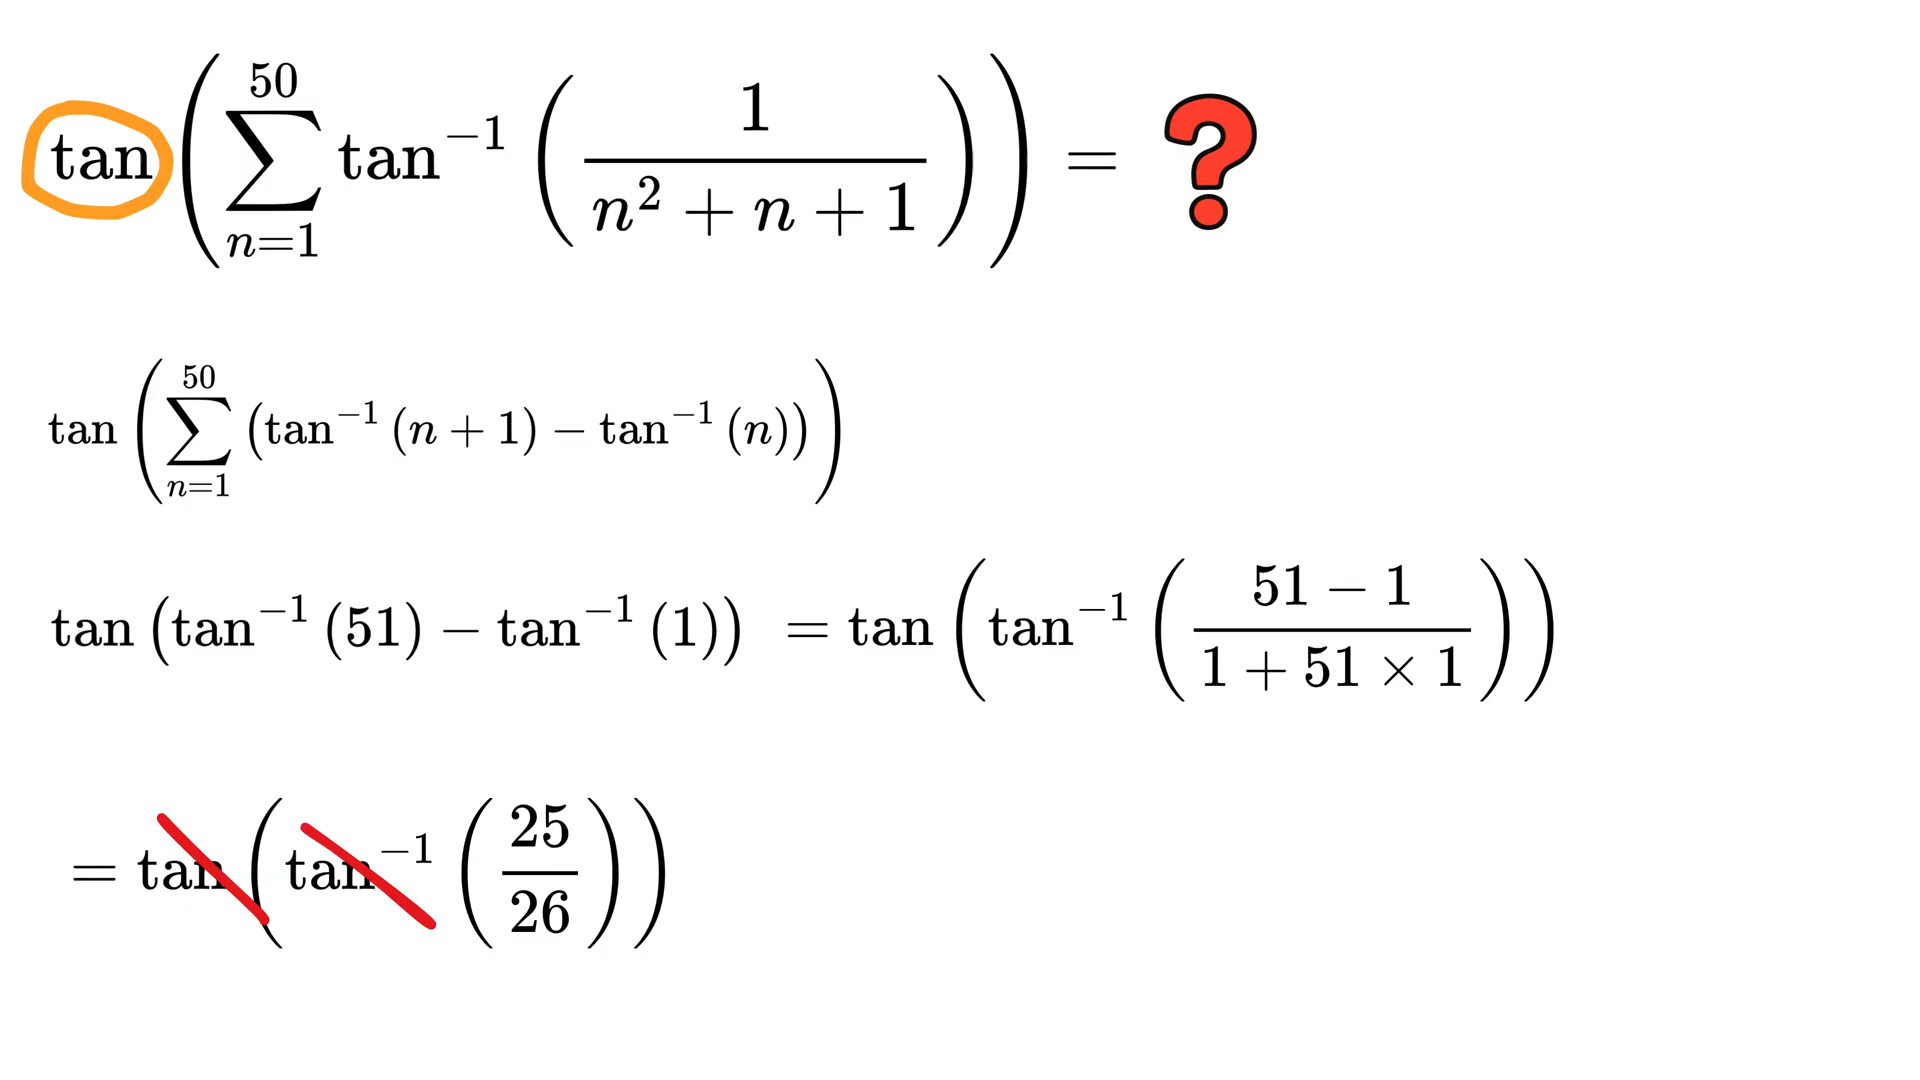 tan(∑_{n=1}^{50} tan⁻¹(1/(n² + n + 1))) = ❓
tan(∑_{n=1}^{50} (tan⁻¹(n + 1) − tan⁻¹(n)))
tan(tan⁻¹(51) − tan⁻¹(1)) = tan(tan⁻¹((51 − 1)/(1 + 51 × 1)))
= tan(tan⁻¹(25/26))